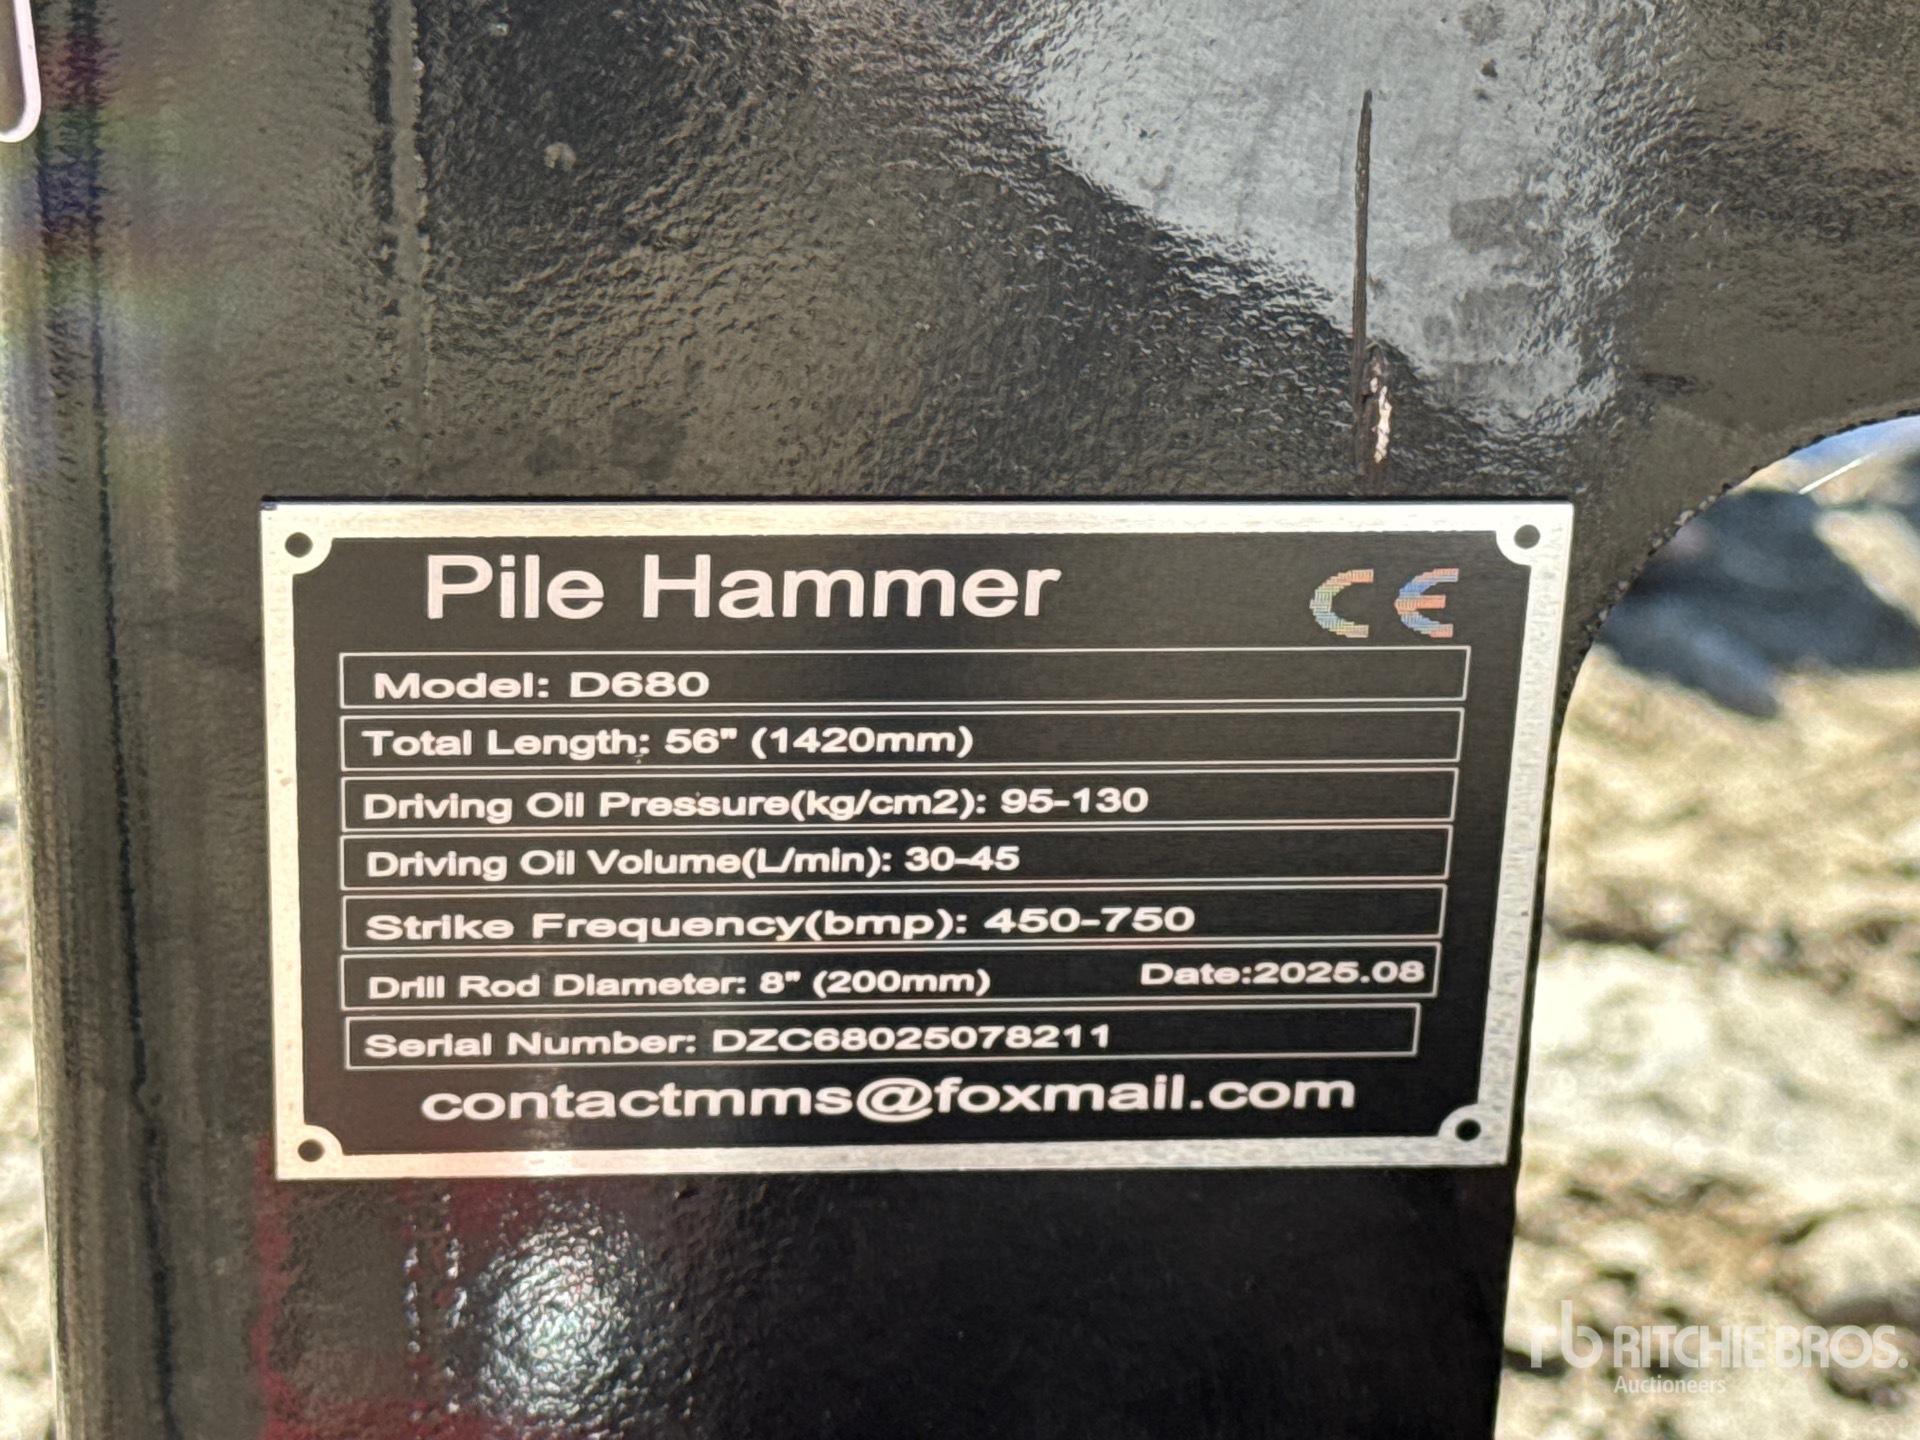 Pile Hammer CE
Model: D680
Total Length: 56" (1420mm)
Driving Oil Pressure(kg/cm2): 95-130
Driving Oil Volume(L/min): 30-45
Strike Frequency(bmp): 450-750
Drill Rod Diameter: 8" (200mm) Date:2025.08
Serial Number: DZC68025078211
contactmms@foxmail.com
rb RITCHIE BROS.
Auctioneers